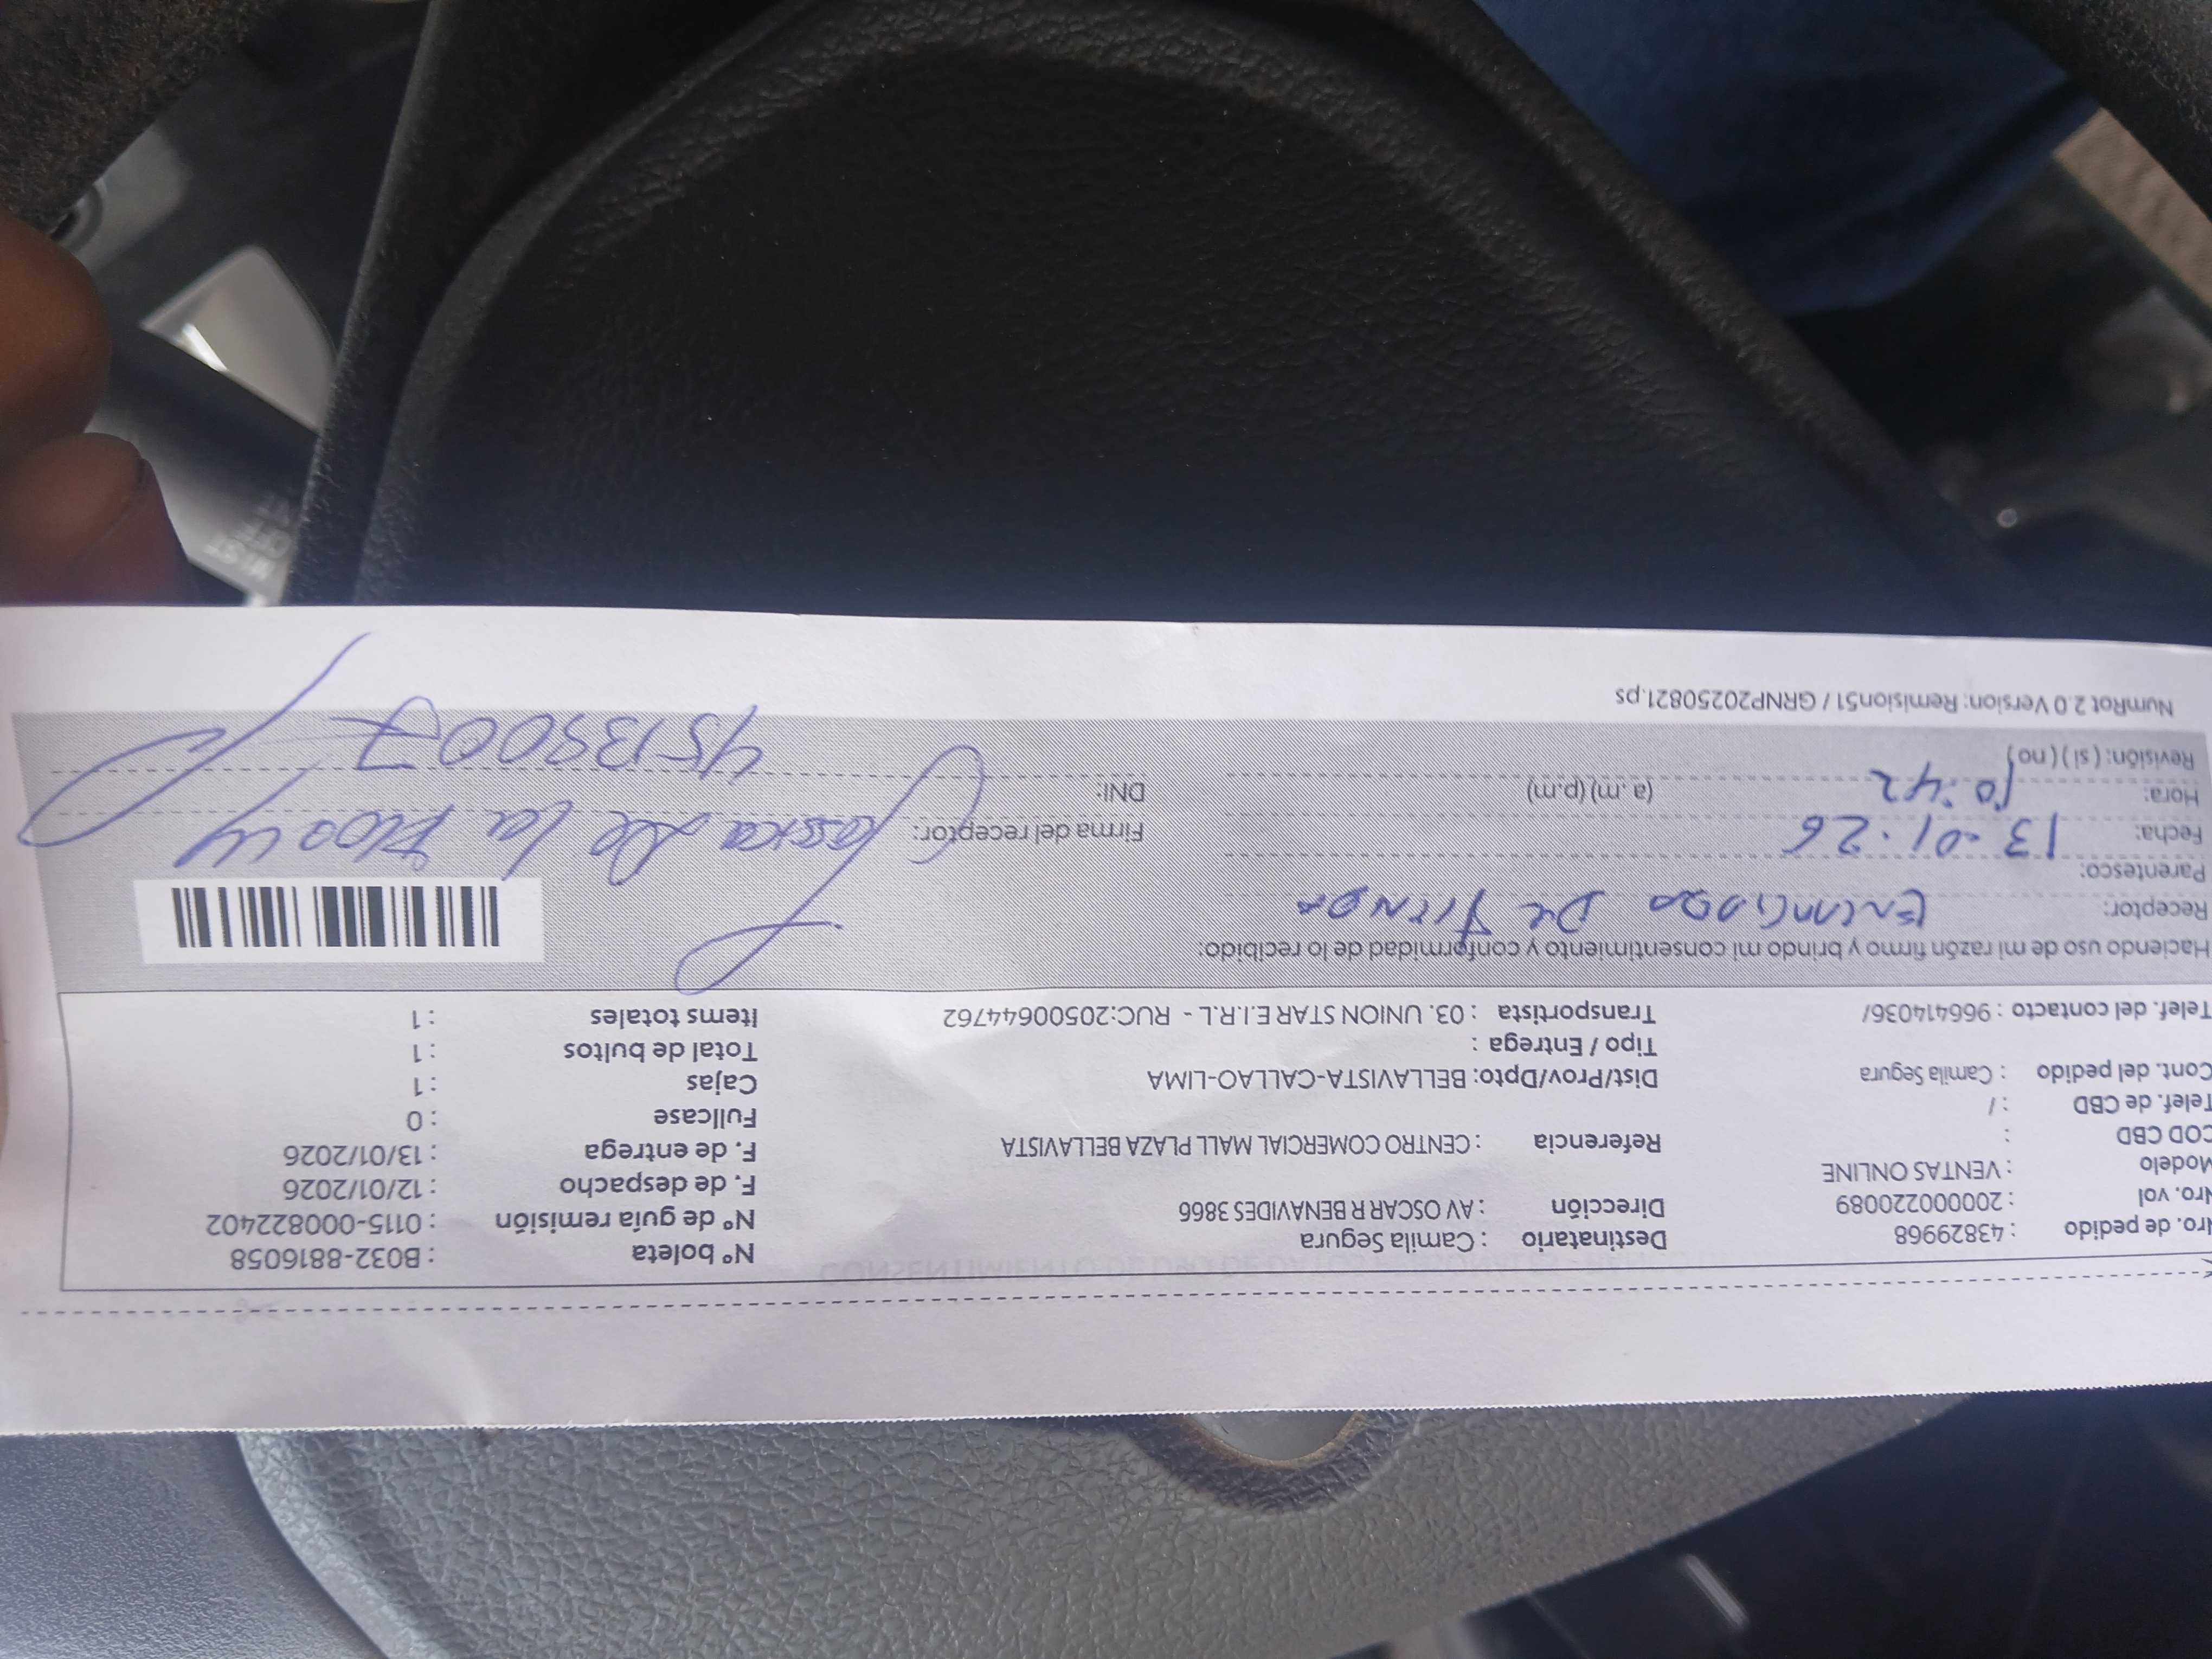 Nro. de pedido : 43829968
Nro. vol : 2000002200089
Modelo : VENTAS ONLINE
COD CBD :
Telef. de CBD : /
Cont. del pedido : Camila Segura
Telef. del contacto : 966414036/
Destinatario : Camila Segura
Dirección : AV OSCAR R BENAVIDES 3866
Referencia : CENTRO COMERCIAL MALL PLAZA BELLAVISTA
Dist/Prov/Dpto: BELLAVISTA-CALLAO-LIMA
Tipo / Entrega :
Transportista : 03. UNION STAR E.I.R.L - RUC:20500644762
N° boleta : B032-8816058
N° de guía remisión : 0115-000822402
F. de despacho : 12/01/2026
F. de entrega : 13/01/2026
Fullcase : 0
Cajas : 1
Total de bultos : 1
Items totales : 1
Haciendo uso de mi razón firmo y brindo mi consentimiento y conformidad de lo recibido:
Receptor: ENCARGADA DE TIENDA
Parentesco:
Fecha: 13-01-26
Hora: 10:42 (a. m) (p.m)
Revisión: ( si ) ( no )
Firma del receptor: de la
DNI: 45139007
NumRot 2.0 Version: Remision51 / GRNP20250821.ps